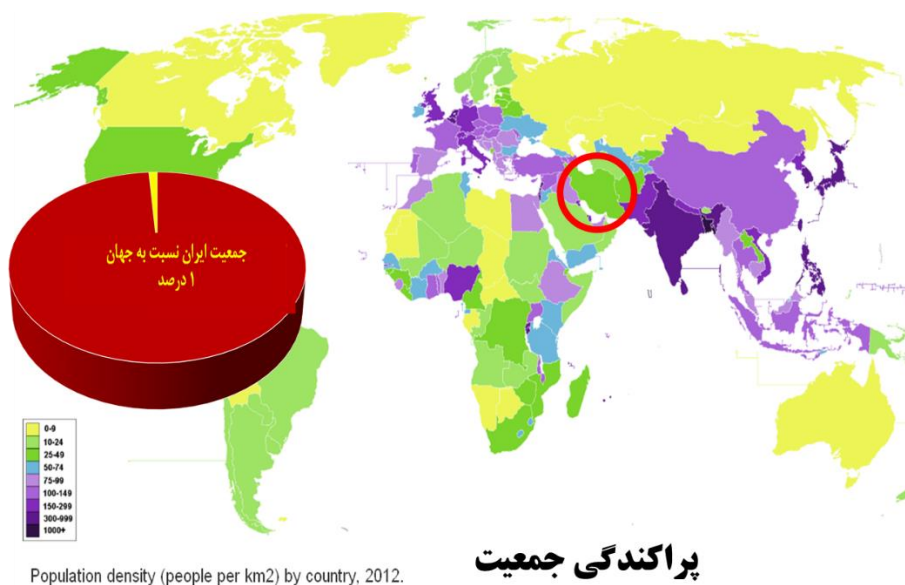 جمعیت ایران نسبت به جهان
۱ درصد
0-9
10-24
25-49
50-74
75-99
100-149
150-299
300-999
1000+
پراکندگی جمعیت
Population density (people per km2) by country, 2012.